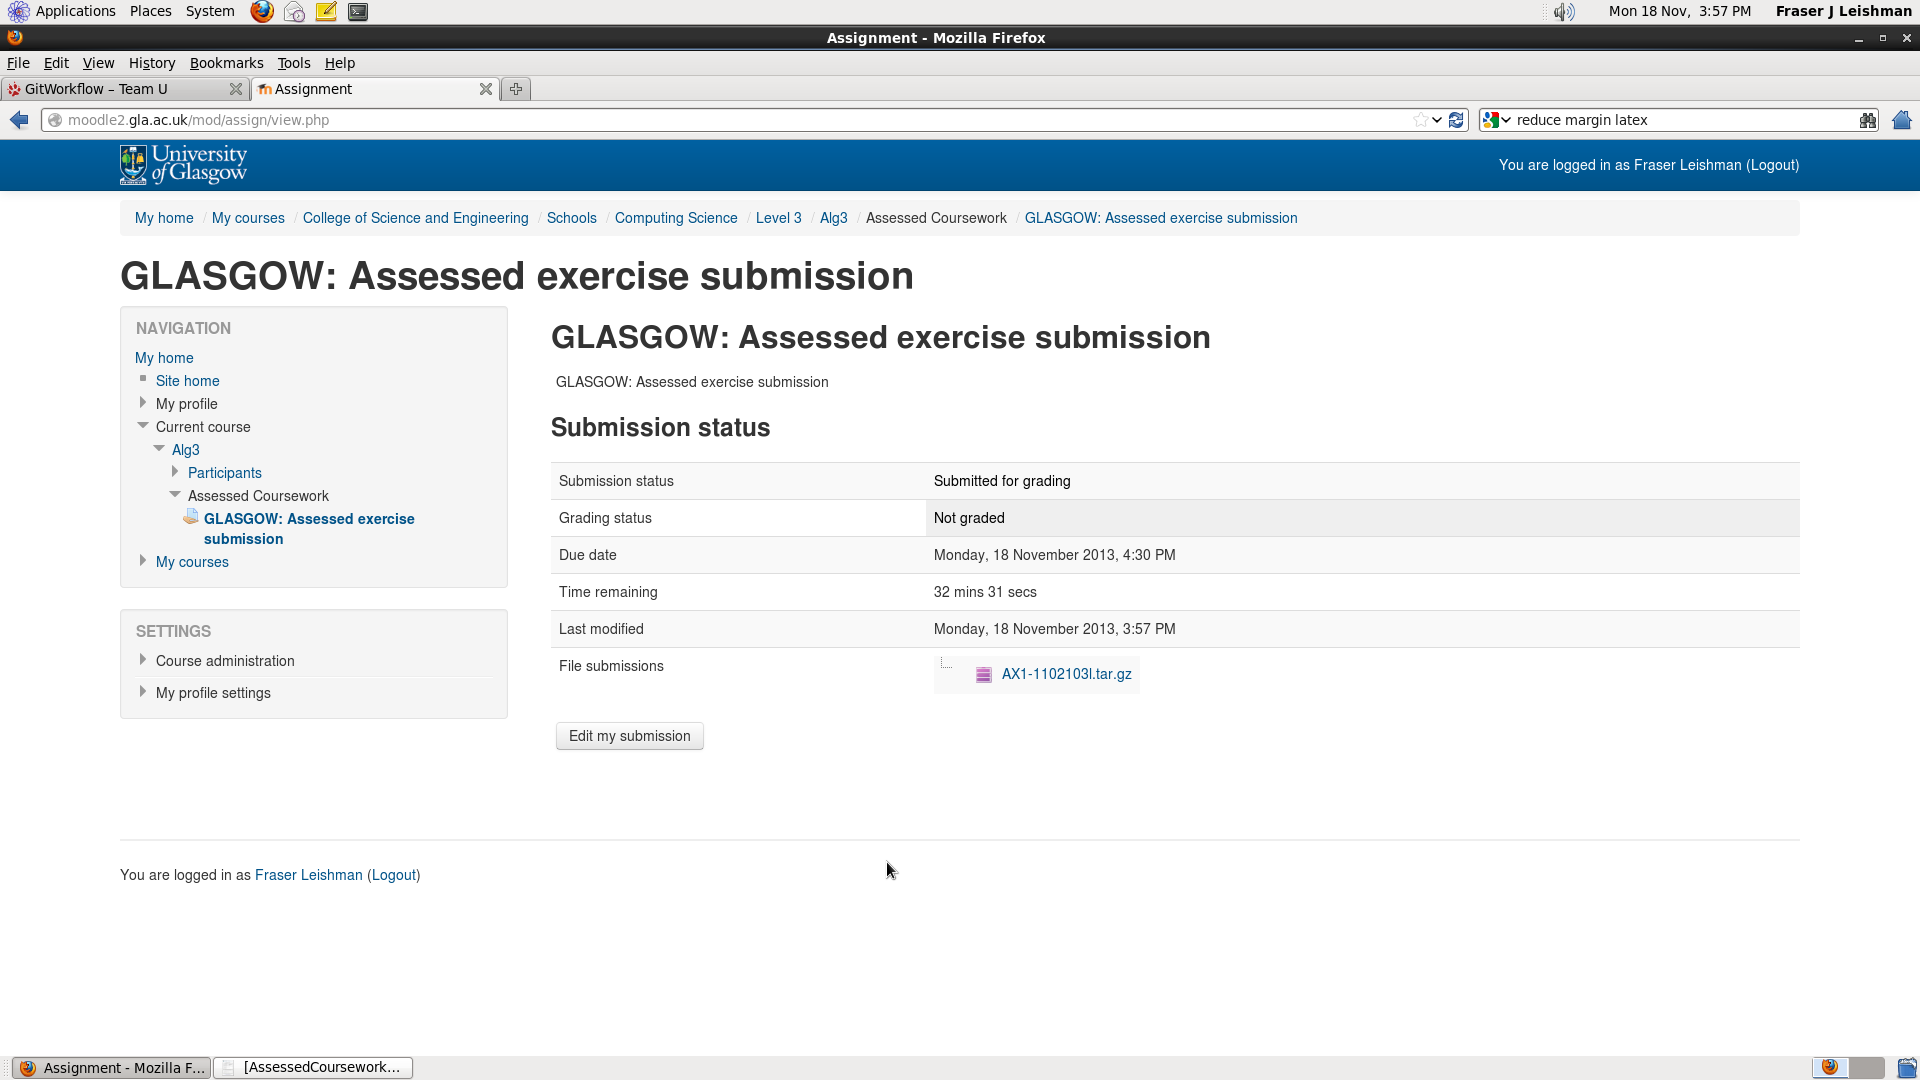 Applications Places System Mon 18 Nov, 3:57 PM Fraser J Leishman
Assignment - Mozilla Firefox
File Edit View History Bookmarks Tools Help
GitWorkflow – Team U Assignment
moodle2.gla.ac.uk/mod/assign/view.php reduce margin latex
University
of Glasgow
You are logged in as Fraser Leishman (Logout)
My home / My courses / College of Science and Engineering / Schools / Computing Science / Level 3 / Alg3 / Assessed Coursework / GLASGOW: Assessed exercise submission
GLASGOW: Assessed exercise submission
NAVIGATION
My home
Site home
My profile
Current course
Alg3
Participants
Assessed Coursework
GLASGOW: Assessed exercise
submission
My courses
SETTINGS
Course administration
My profile settings
GLASGOW: Assessed exercise submission
GLASGOW: Assessed exercise submission
Submission status
Submission status Submitted for grading
Grading status Not graded
Due date Monday, 18 November 2013, 4:30 PM
Time remaining 32 mins 31 secs
Last modified Monday, 18 November 2013, 3:57 PM
File submissions AX1-1102103l.tar.gz
Edit my submission
You are logged in as Fraser Leishman (Logout)
Assignment - Mozilla F... [AssessedCoursework...